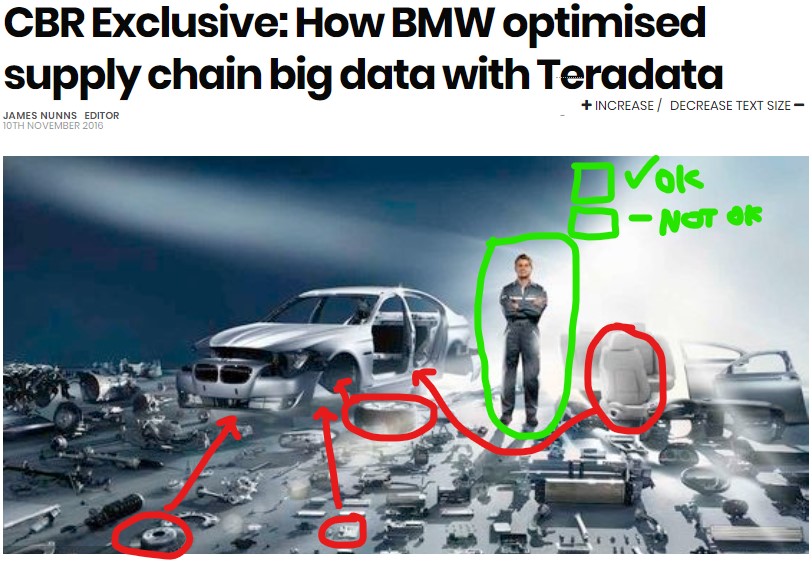 CBR Exclusive: How BMW optimised
supply chain big data with Teradata
JAMES NUNNS EDITOR
10TH NOVEMBER 2016
+ INCREASE / DECREASE TEXT SIZE −
✓ OK
- NOT OK